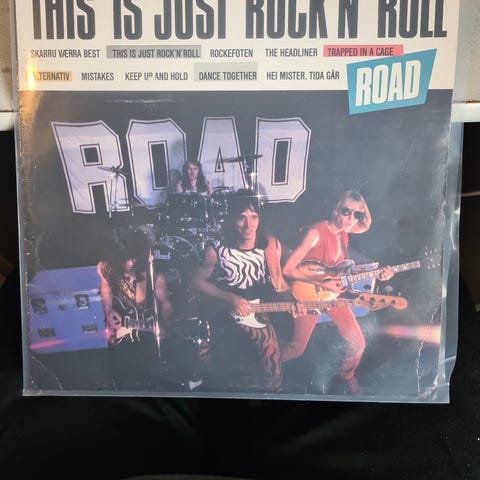 THIS IS JUST ROCK'N' ROLL
SKARRU VÆRRA BEST THIS IS JUST ROCK'N'ROLL ROCKEFOTEN THE HEADLINER TRAPPED IN A CAGE
ALTERNATIV MISTAKES KEEP UP AND HOLD DANCE TOGETHER HEI MISTER, TIDA GÅR
ROAD
ROAD
Pearl